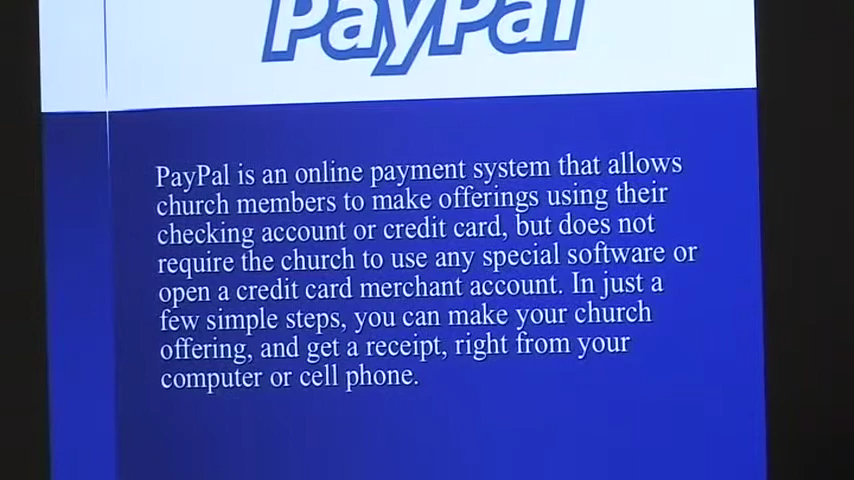 PayPal
PayPal is an online payment system that allows
church members to make offerings using their
checking account or credit card, but does not
require the church to use any special software or
open a credit card merchant account. In just a
few simple steps, you can make your church
offering, and get a receipt, right from your
computer or cell phone.